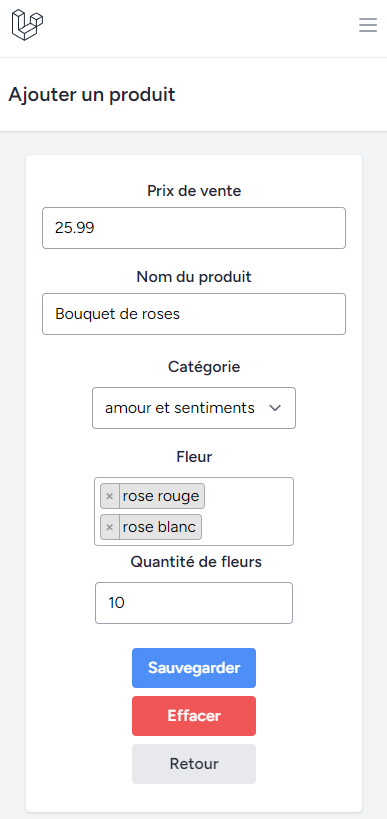 Ajouter un produit
Prix de vente
25.99
Nom du produit
Bouquet de roses
Catégorie
amour et sentiments
Fleur
× rose rouge
× rose blanc
Quantité de fleurs
10
Sauvegarder
Effacer
Retour